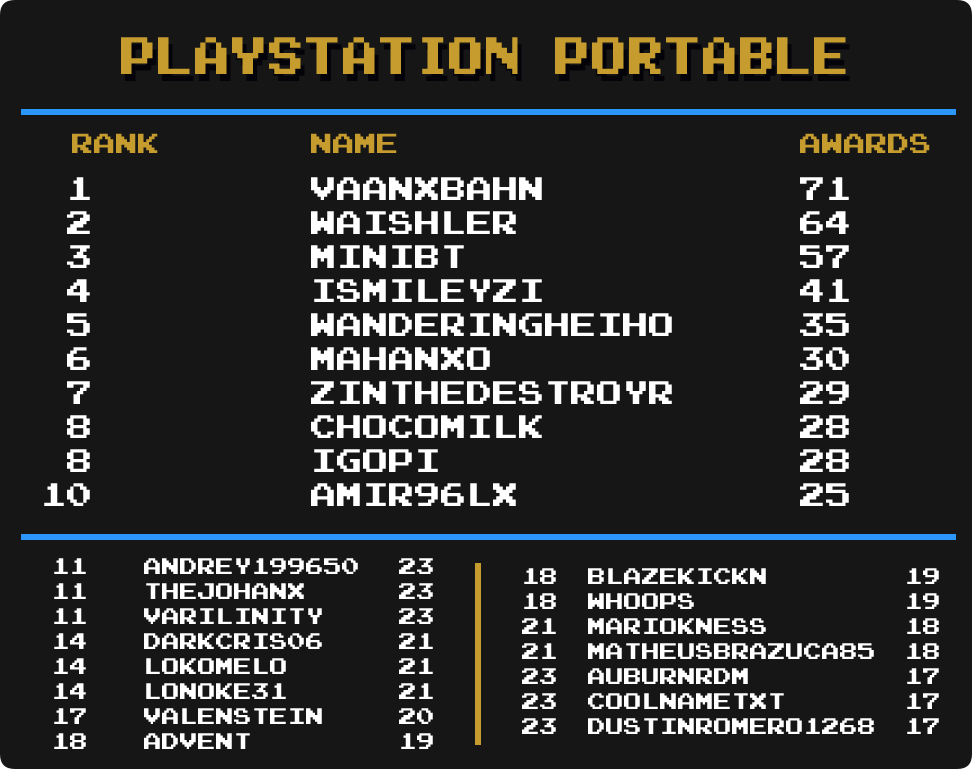 PLAYSTATION PORTABLE
RANK NAME AWARDS
1 VAANXBAHN 71
2 WAISHLER 64
3 MINIBT 57
4 ISMILEYZI 41
5 WANDERINGHEIHO 35
6 MAHANXO 30
7 ZINTHEDESTROYR 29
8 CHOCOMILK 28
8 IGOPI 28
10 AMIR96LX 25
11 ANDREY199650 23
11 THEJOHANX 23
11 VARILINITY 23
14 DARKCRIS06 21
14 LOKOMELO 21
14 LONOKE31 21
17 VALENSTEIN 20
18 ADVENT 19
18 BLAZEKICKN 19
18 WHOOPS 19
21 MARIOKNESS 18
21 MATHEUSBRAZUCA85 18
23 AUBURNRDM 17
23 COOLNAMETXT 17
23 DUSTINROMERO1268 17